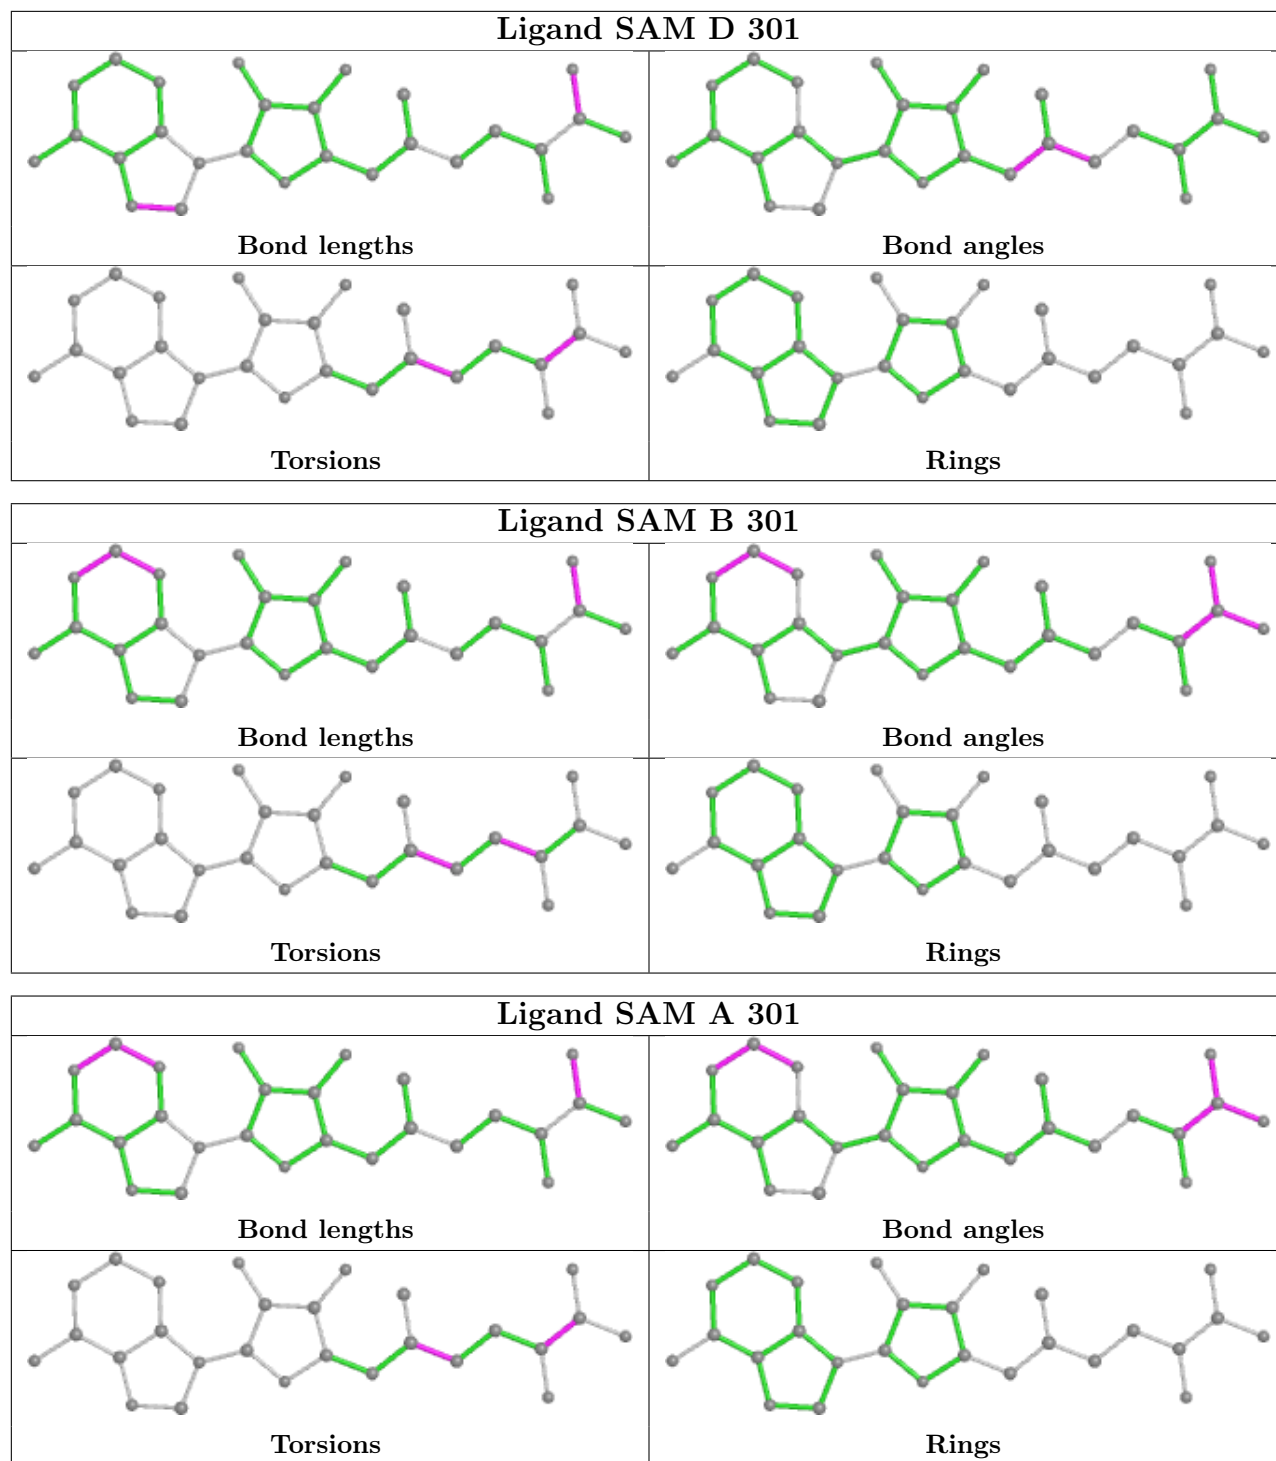 Ligand SAM D 301
Bond lengths
Bond angles
Torsions
Rings
Ligand SAM B 301
Bond lengths
Bond angles
Torsions
Rings
Ligand SAM A 301
Bond lengths
Bond angles
Torsions
Rings